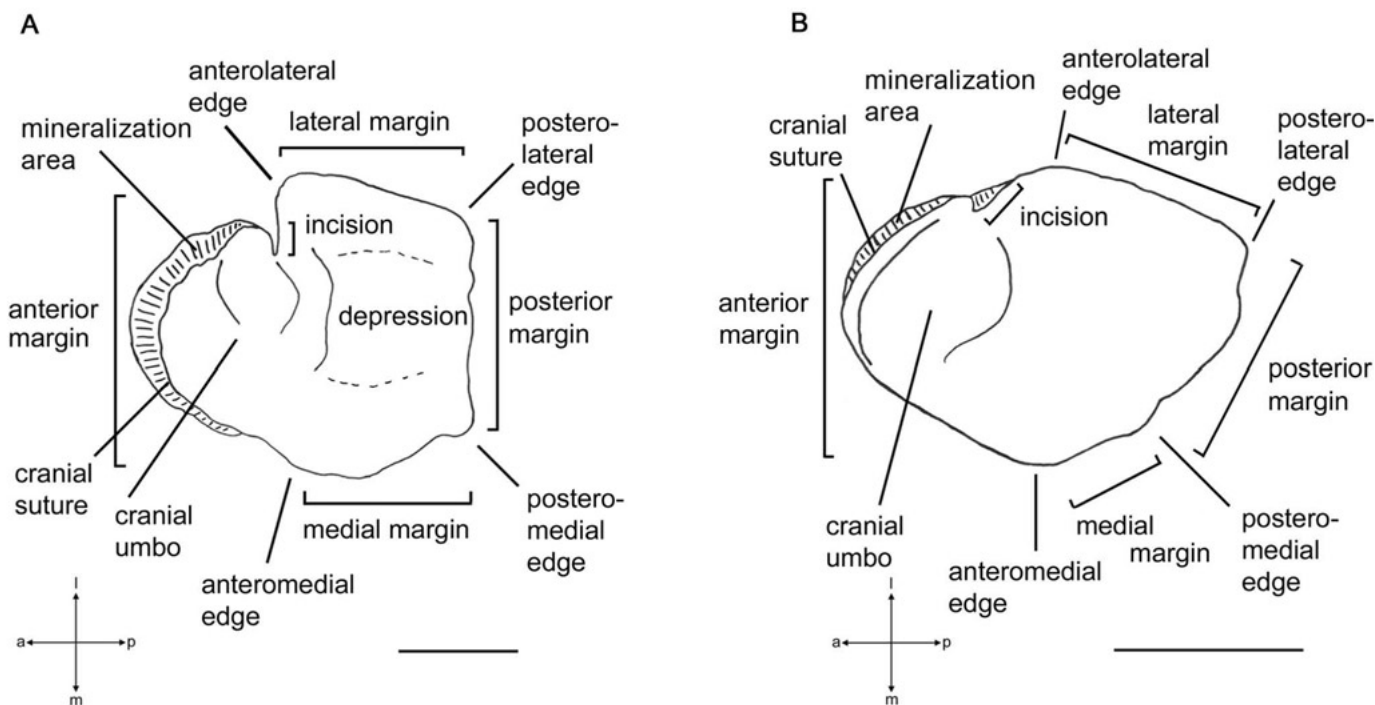 A
anterolateral
edge
mineralization
area
lateral margin
postero-
lateral
edge
incision
anterior
margin
depression
posterior
margin
cranial
suture
cranial
umbo
medial margin
postero-
medial
edge
anteromedial
edge
l
a
p
m
B
anterolateral
edge
mineralization
area
cranial
suture
lateral
margin
postero-
lateral
edge
incision
anterior
margin
posterior
margin
cranial
umbo
medial
margin
postero-
medial
edge
anteromedial
edge
l
a
p
m